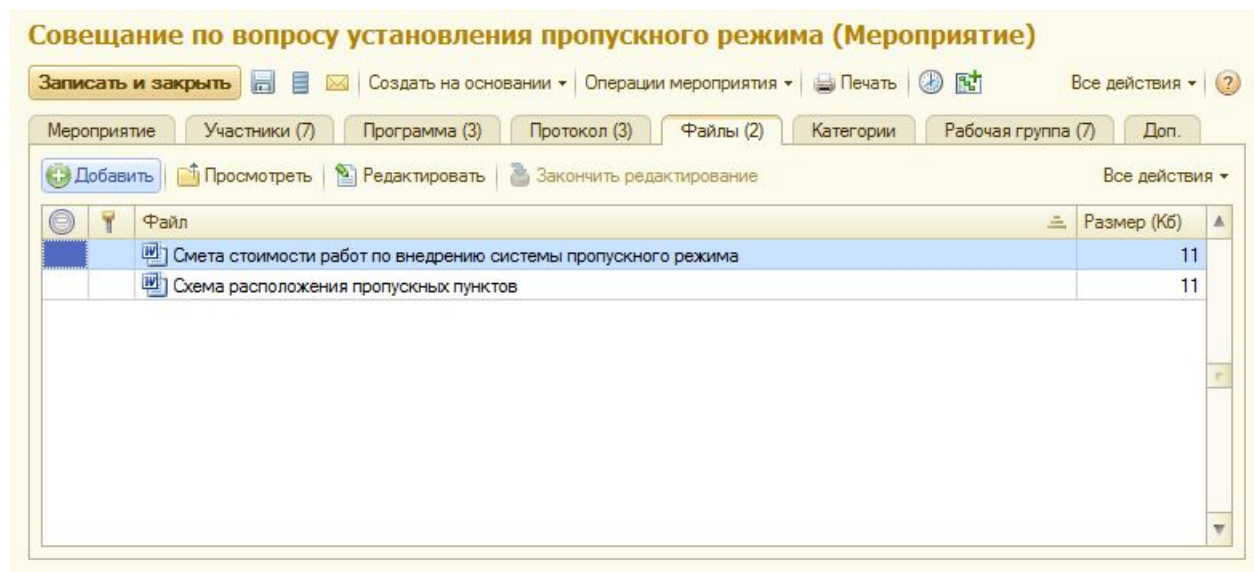 Совещание по вопросу установления пропускного режима (Мероприятие)
Записать и закрыть Создать на основании Операции мероприятия Печать Все действия ?
Мероприятие Участники (7) Программа (3) Протокол (3) Файлы (2) Категории Рабочая группа (7) Доп.
Добавить Просмотреть Редактировать Закончить редактирование Все действия
Файл Размер (Кб)
Смета стоимости работ по внедрению системы пропускного режима 11
Схема расположения пропускных пунктов 11